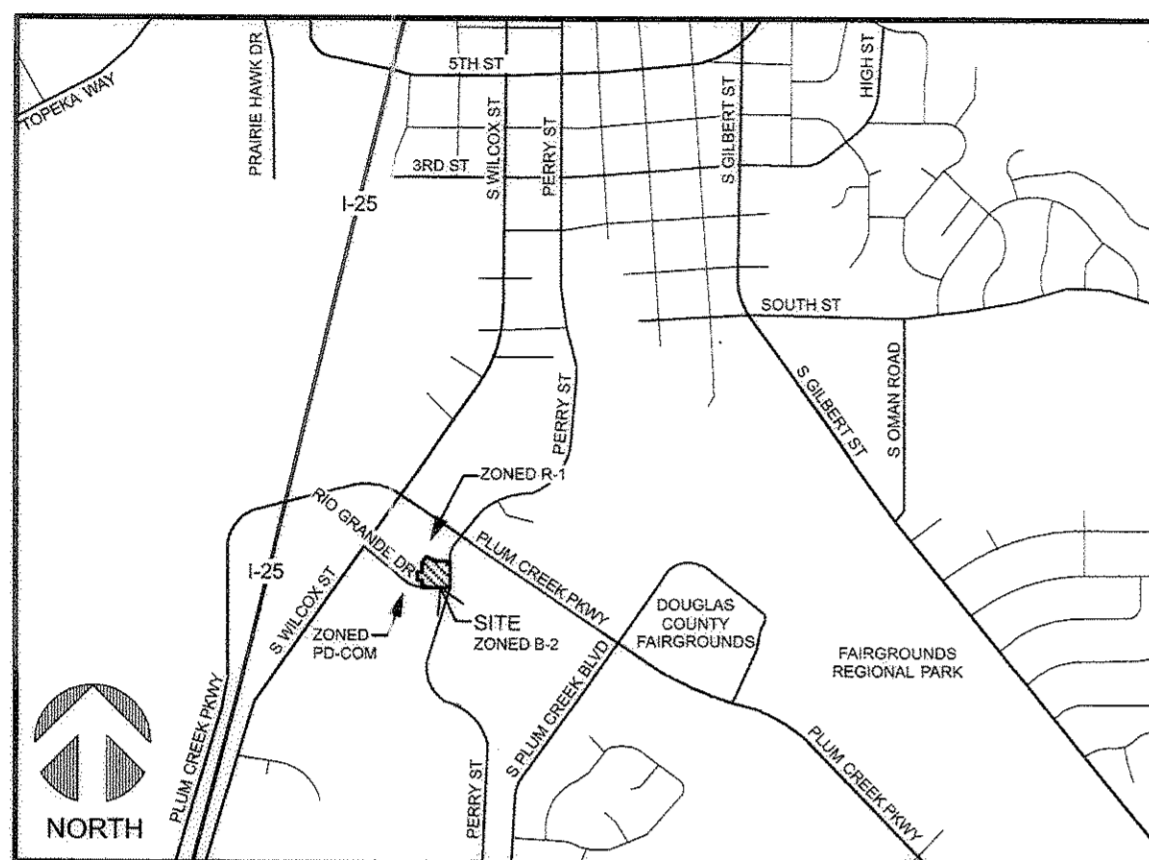 5TH ST
TOPEKA WAY
PRAIRIE HAWK DR
S WILCOX ST
PERRY ST
S GILBERT ST
HIGH ST
3RD ST
I-25
SOUTH ST
S GILBERT ST
S OMAN ROAD
PERRY ST
ZONED R-1
RIO GRANDE DR
PLUM CREEK PKWY
I-25
S WILCOX ST
ZONED
PD-COM
SITE
ZONED B-2
DOUGLAS
COUNTY
FAIRGROUNDS
FAIRGROUNDS
REGIONAL PARK
S PLUM CREEK BLVD
PLUM CREEK PKWY
PERRY ST
PLUM CREEK PKWY
NORTH